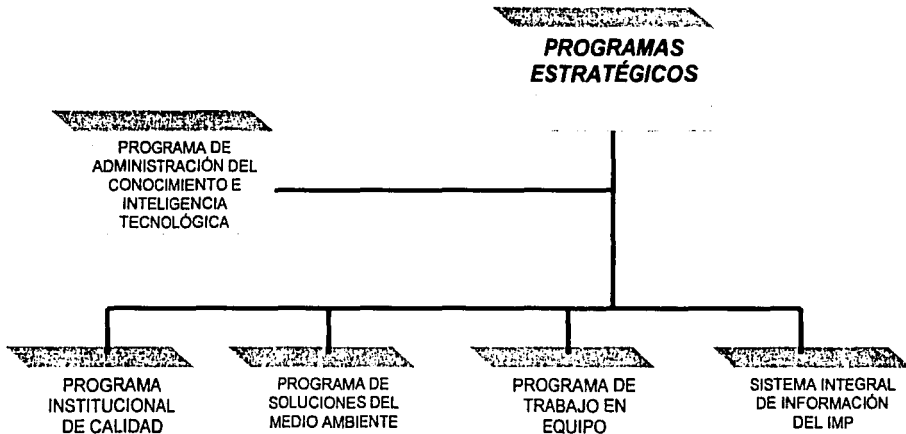 PROGRAMAS
ESTRATÉGICOS
PROGRAMA DE
ADMINISTRACIÓN DEL
CONOCIMIENTO E
INTELIGENCIA
TECNOLÓGICA
PROGRAMA
INSTITUCIONAL
DE CALIDAD
PROGRAMA DE
SOLUCIONES DEL
MEDIO AMBIENTE
PROGRAMA DE
TRABAJO EN
EQUIPO
SISTEMA INTEGRAL
DE INFORMACIÓN
DEL IMP